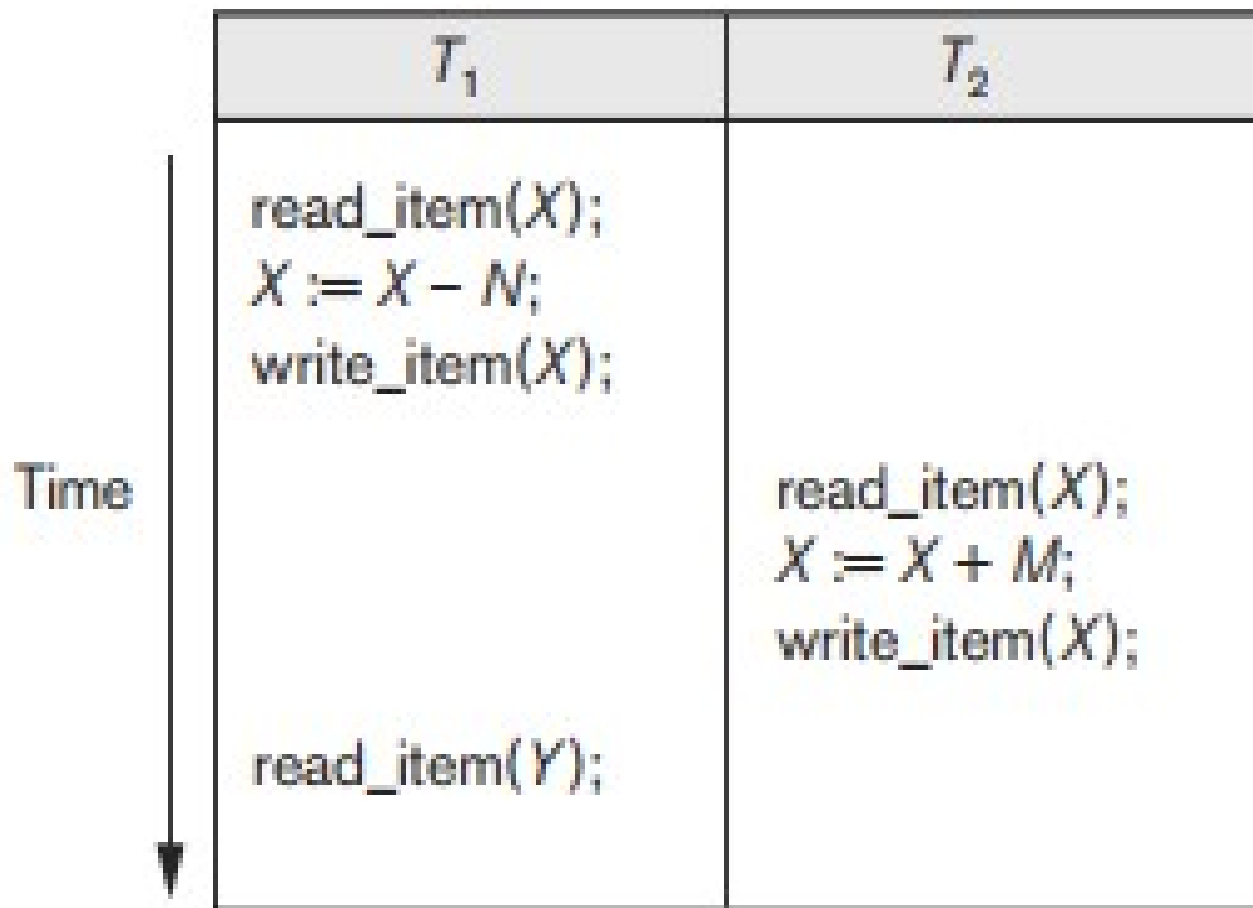 T₁ T₂
read_item(X);
X := X – N;
write_item(X);
Time
read_item(X);
X := X + M;
write_item(X);
read_item(Y);